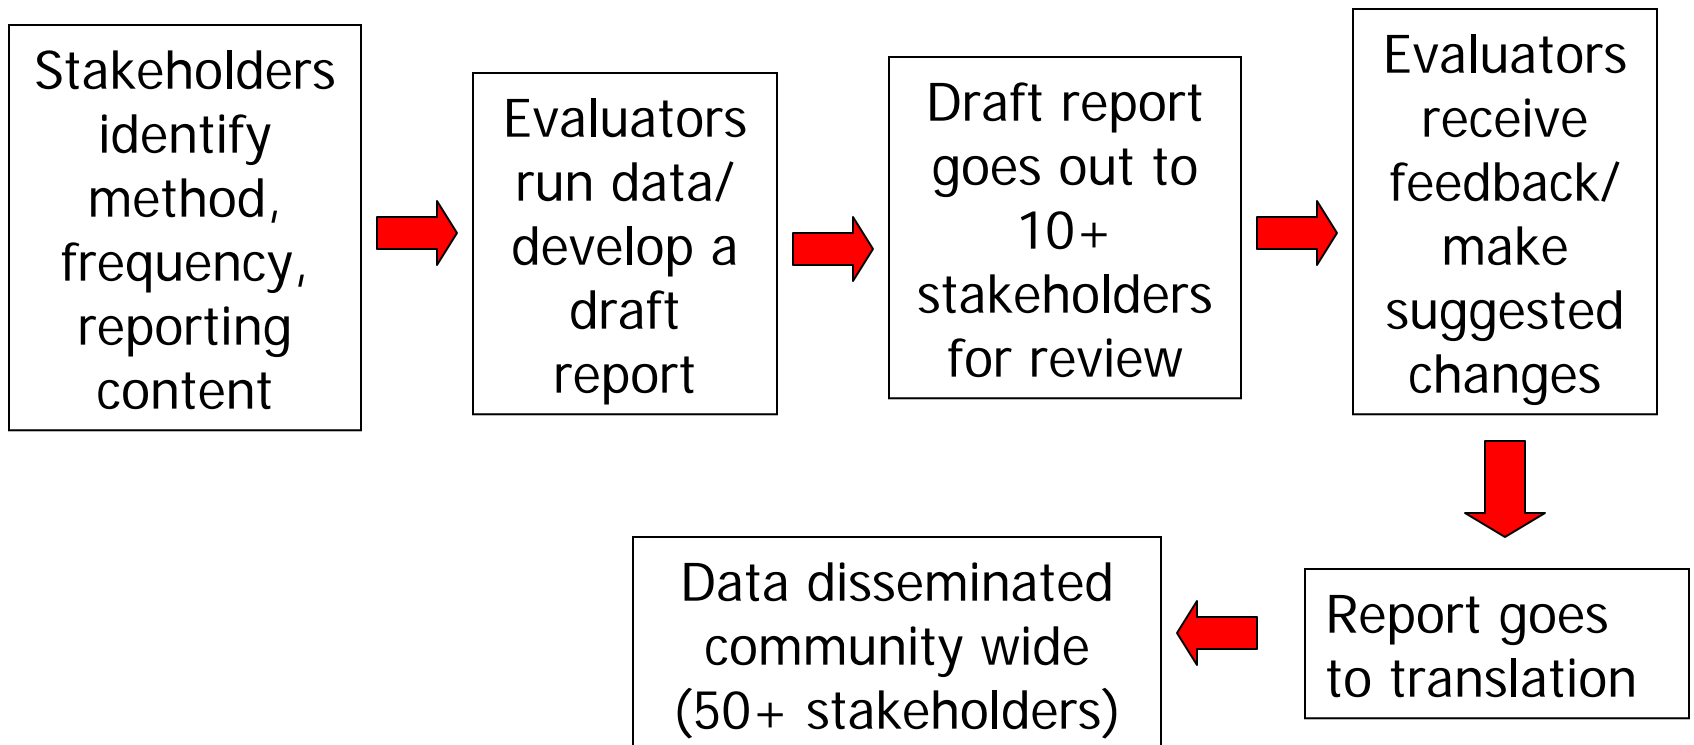 Stakeholders
identify
method,
frequency,
reporting
content
Evaluators
run data/
develop a
draft
report
Draft report
goes out to
10+
stakeholders
for review
Evaluators
receive
feedback/
make
suggested
changes
Report goes
to translation
Data disseminated
community wide
(50+ stakeholders)